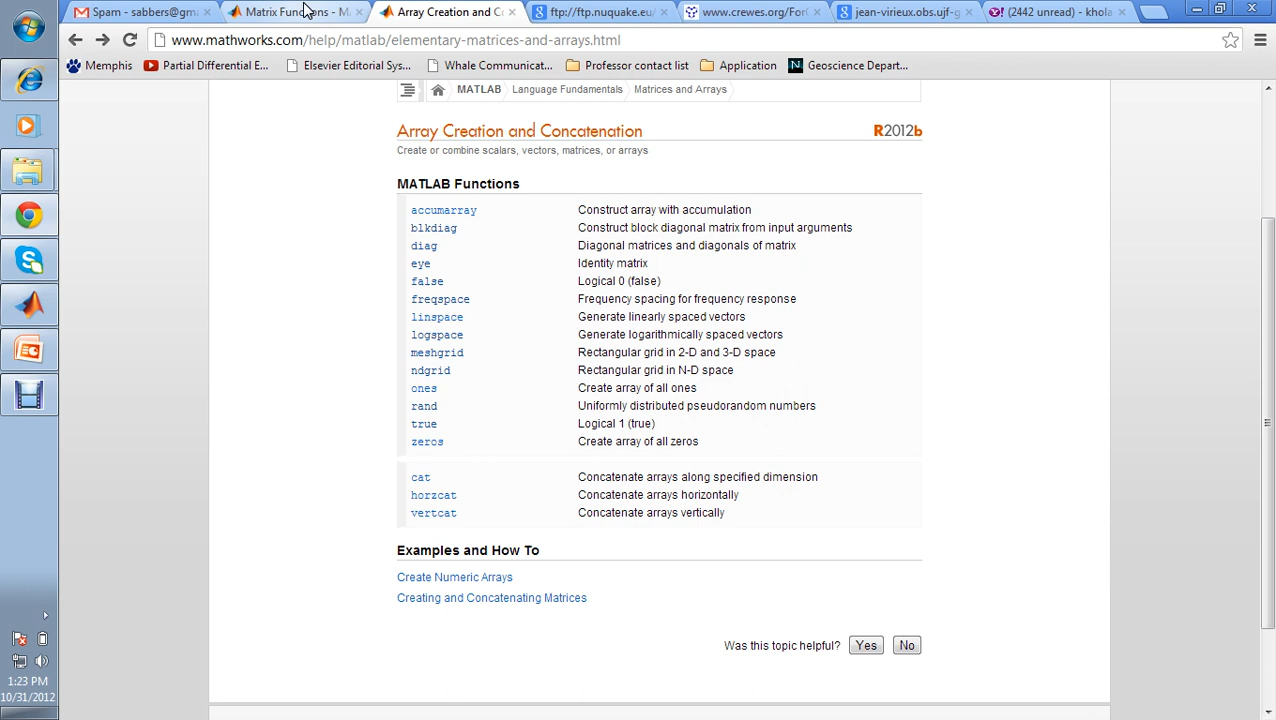 Spam - sabbers@gm
Matrix Functions - M
Array Creation and C
ftp://ftp.nuquake.eu/
www.crewes.org/For
jean-virieux.obs.ujf-g
(2442 unread) - khola
www.mathworks.com/help/matlab/elementary-matrices-and-arrays.html
Memphis
Partial Differential E...
Elsevier Editorial Sys...
Whale Communicat...
Professor contact list
Application
Geoscience Depart...
MATLAB
Language Fundamentals
Matrices and Arrays
Array Creation and Concatenation
R2012b
Create or combine scalars, vectors, matrices, or arrays
MATLAB Functions
accumarray Construct array with accumulation
blkdiag Construct block diagonal matrix from input arguments
diag Diagonal matrices and diagonals of matrix
eye Identity matrix
false Logical 0 (false)
freqspace Frequency spacing for frequency response
linspace Generate linearly spaced vectors
logspace Generate logarithmically spaced vectors
meshgrid Rectangular grid in 2-D and 3-D space
ndgrid Rectangular grid in N-D space
ones Create array of all ones
rand Uniformly distributed pseudorandom numbers
true Logical 1 (true)
zeros Create array of all zeros
cat Concatenate arrays along specified dimension
horzcat Concatenate arrays horizontally
vertcat Concatenate arrays vertically
Examples and How To
Create Numeric Arrays
Creating and Concatenating Matrices
Was this topic helpful? Yes No
1:23 PM
10/31/2012